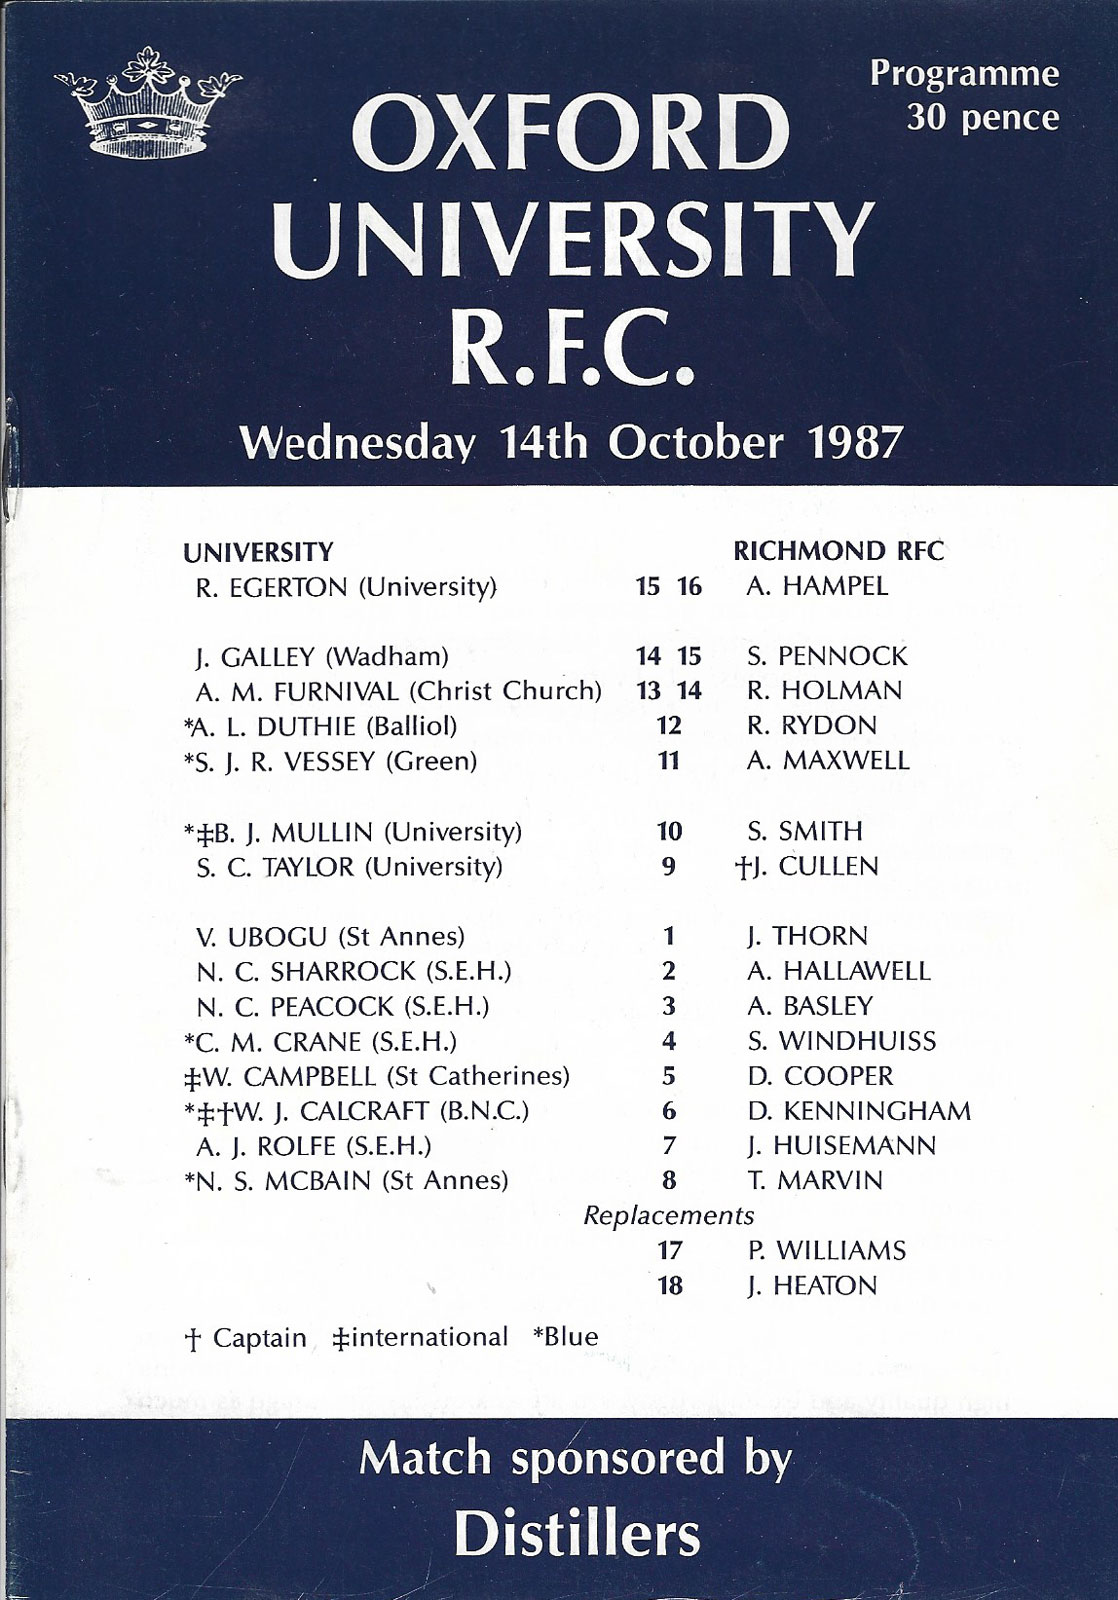 Programme
30 pence
OXFORD
UNIVERSITY
R.F.C.
Wednesday 14th October 1987
UNIVERSITY RICHMOND RFC
R. EGERTON (University) 15 16 A. HAMPEL
J. GALLEY (Wadham) 14 15 S. PENNOCK
A. M. FURNIVAL (Christ Church) 13 14 R. HOLMAN
*A. L. DUTHIE (Balliol) 12 R. RYDON
*S. J. R. VESSEY (Green) 11 A. MAXWELL
*‡B. J. MULLIN (University) 10 S. SMITH
S. C. TAYLOR (University) 9 †J. CULLEN
V. UBOGU (St Annes) 1 J. THORN
N. C. SHARROCK (S.E.H.) 2 A. HALLAWELL
N. C. PEACOCK (S.E.H.) 3 A. BASLEY
*C. M. CRANE (S.E.H.) 4 S. WINDHUISS
‡W. CAMPBELL (St Catherines) 5 D. COOPER
*‡†W. J. CALCRAFT (B.N.C.) 6 D. KENNINGHAM
A. J. ROLFE (S.E.H.) 7 J. HUISEMANN
*N. S. MCBAIN (St Annes) 8 T. MARVIN
Replacements
17 P. WILLIAMS
18 J. HEATON
† Captain ‡international *Blue
Match sponsored by
Distillers